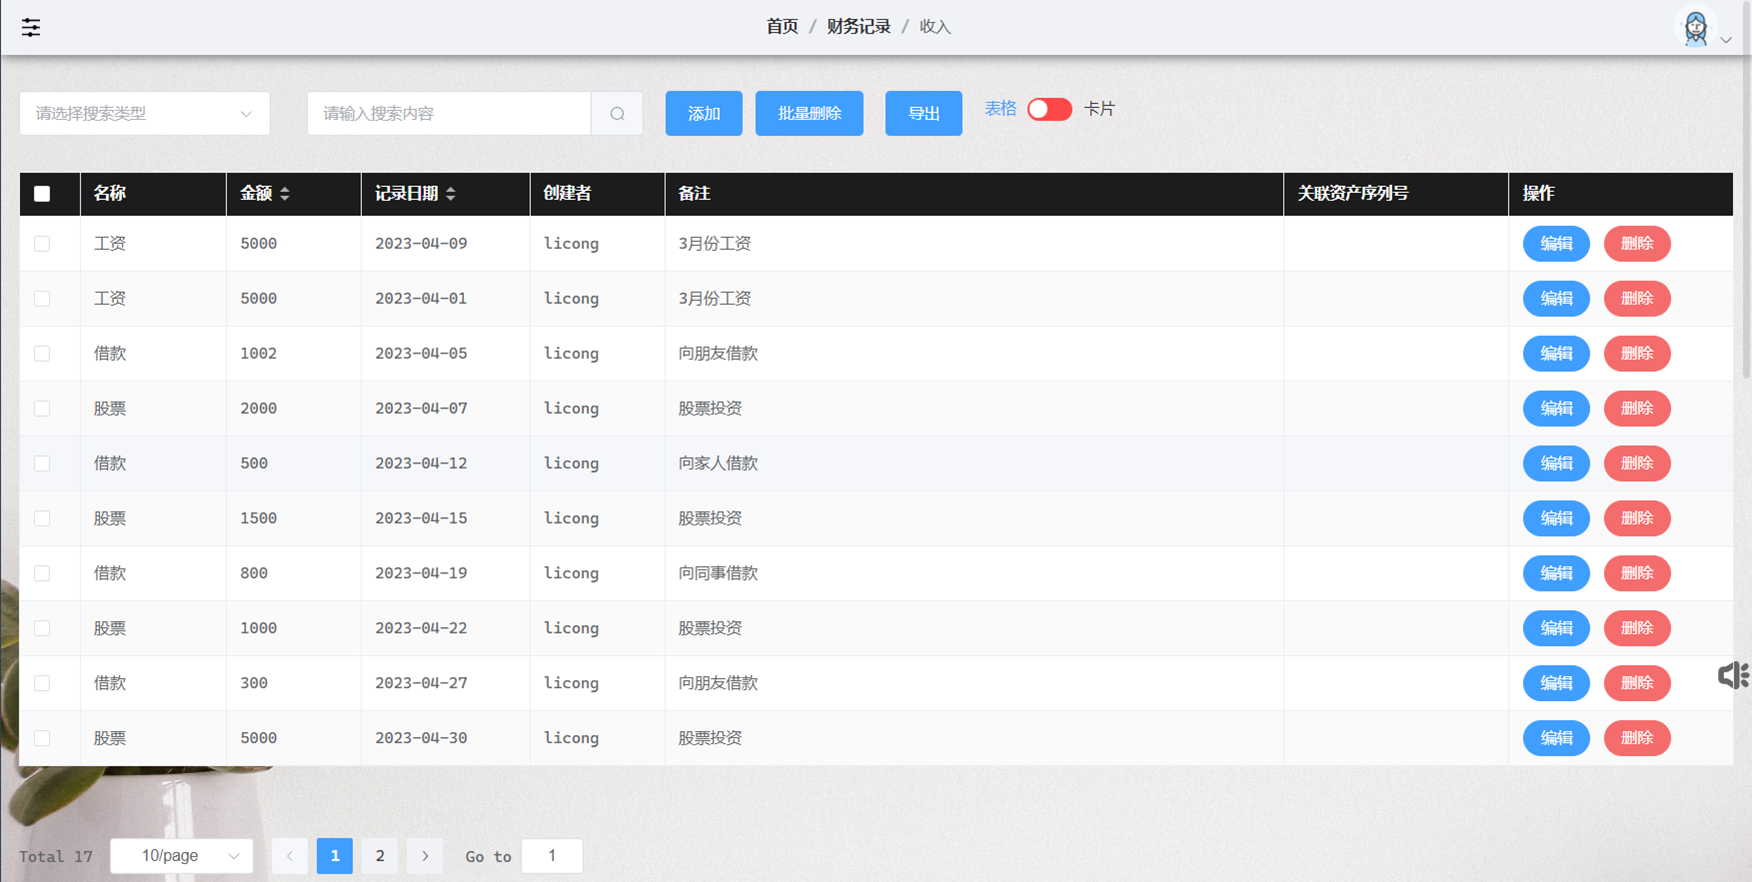 首页 / 财务记录 / 收入
请选择搜索类型 请输入搜索内容 添加 批量删除 导出 表格 卡片
名称 金额 记录日期 创建者 备注 关联资产序列号 操作
工资 5000 2023-04-09 licong 3月份工资 编辑 删除
工资 5000 2023-04-01 licong 3月份工资 编辑 删除
借款 1002 2023-04-05 licong 向朋友借款 编辑 删除
股票 2000 2023-04-07 licong 股票投资 编辑 删除
借款 500 2023-04-12 licong 向家人借款 编辑 删除
股票 1500 2023-04-15 licong 股票投资 编辑 删除
借款 800 2023-04-19 licong 向同事借款 编辑 删除
股票 1000 2023-04-22 licong 股票投资 编辑 删除
借款 300 2023-04-27 licong 向朋友借款 编辑 删除
股票 5000 2023-04-30 licong 股票投资 编辑 删除
Total 17 10/page 1 2 Go to 1